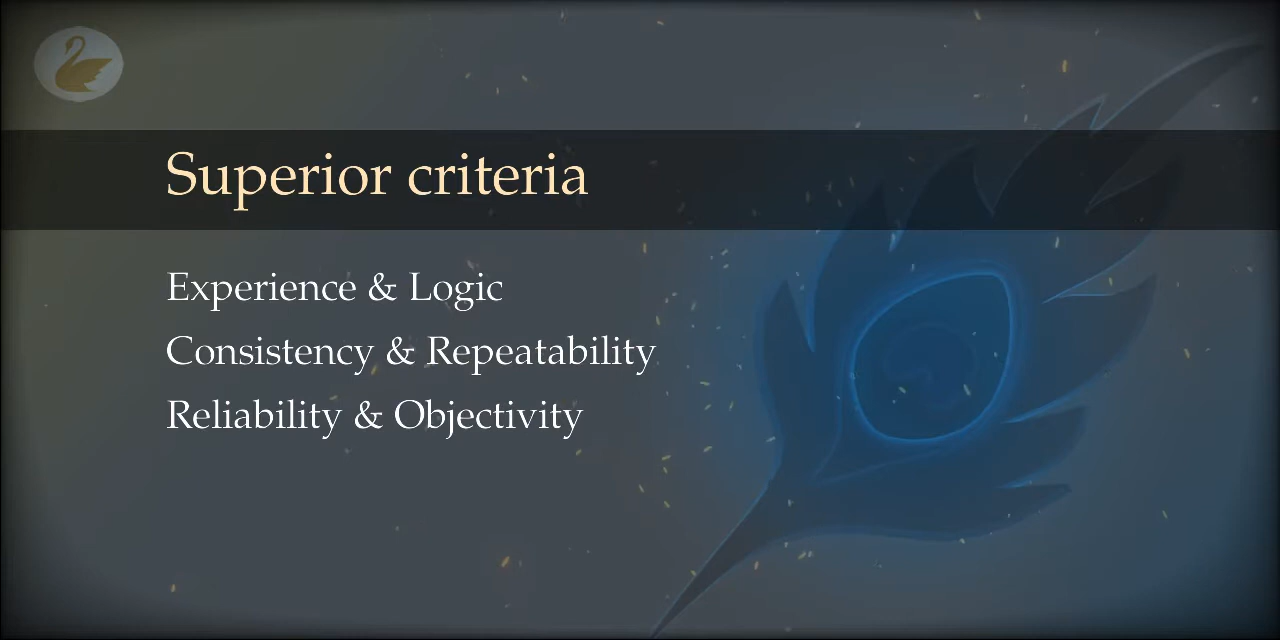 Superior criteria
Experience & Logic
Consistency & Repeatability
Reliability & Objectivity